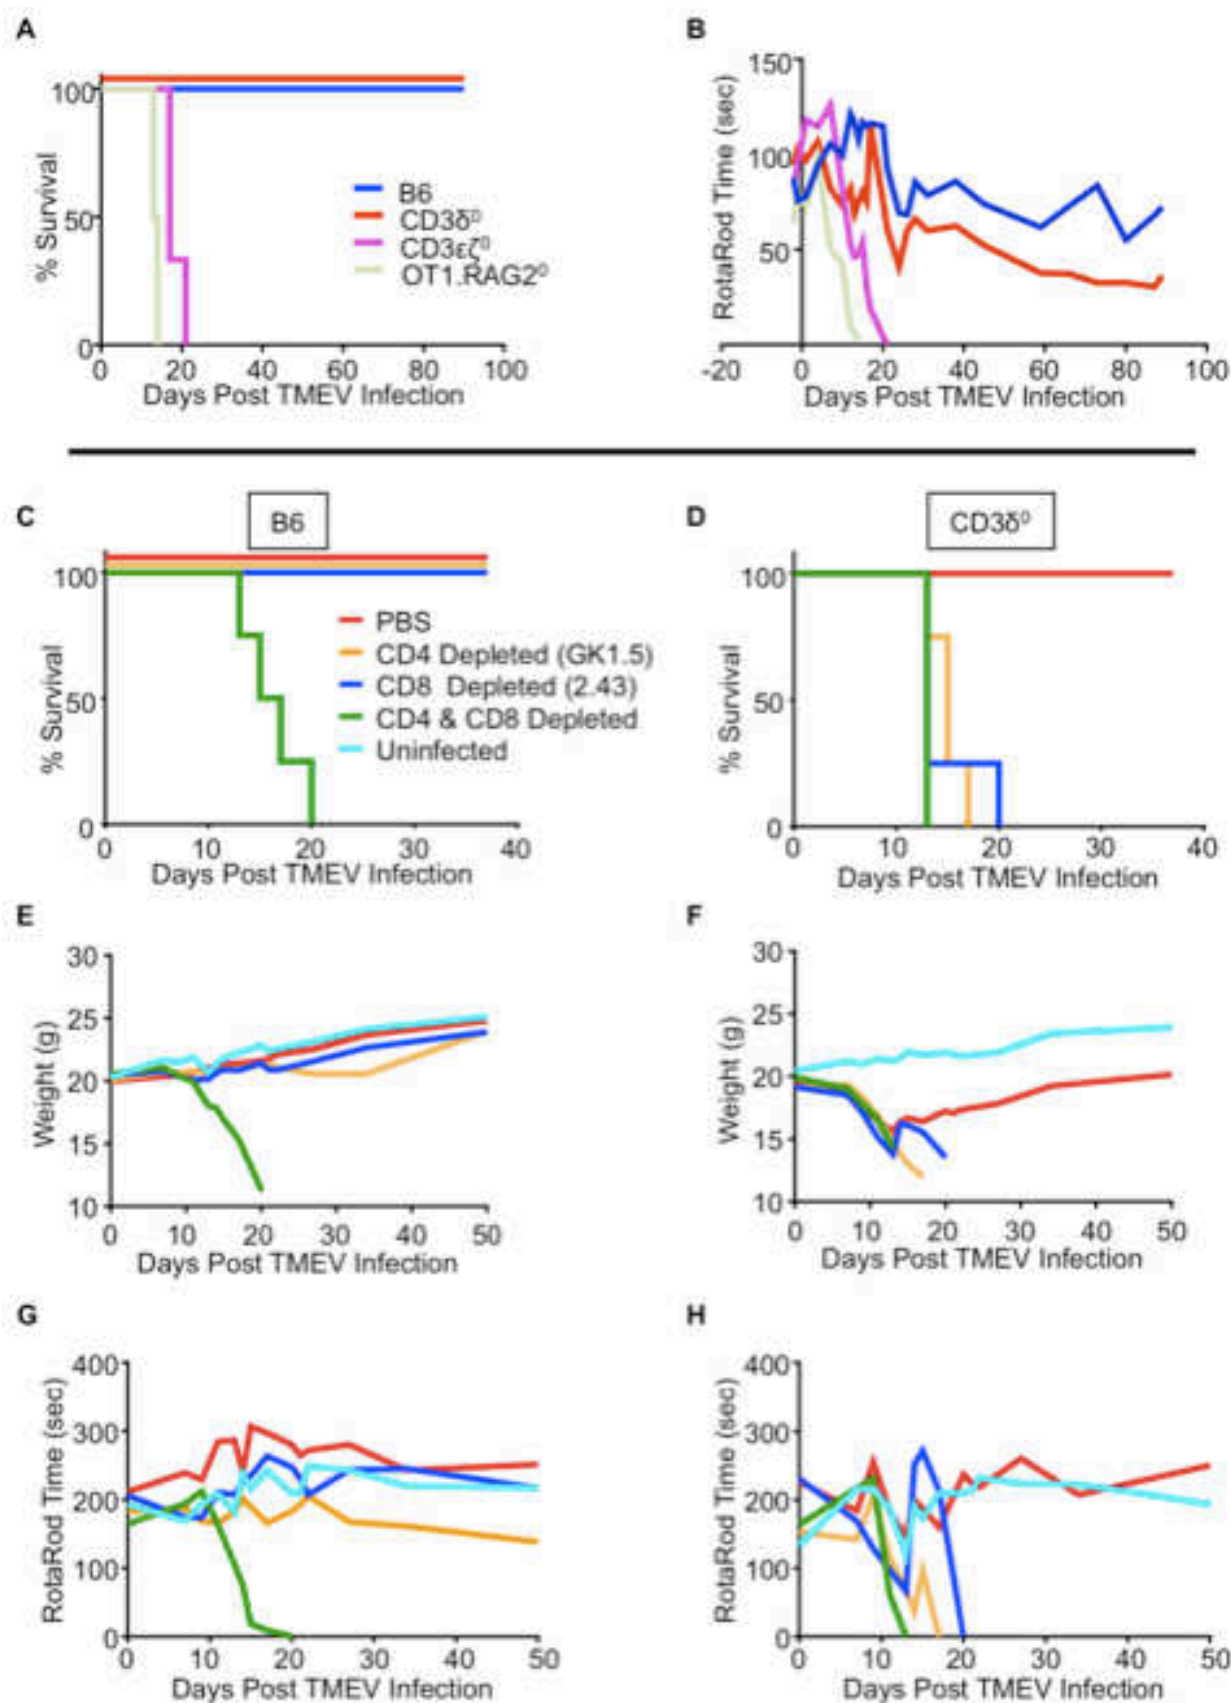 A
% Survival
100
50
0
0 20 40 60 80 100
Days Post TMEV Infection
B6
CD3δ⁰
CD3εζ⁰
OT1.RAG2⁰
B
RotaRod Time (sec)
150
100
50
-20 0 20 40 60 80 100
Days Post TMEV Infection
C
B6
% Survival
100
50
0
0 10 20 30 40
Days Post TMEV Infection
PBS
CD4 Depleted (GK1.5)
CD8 Depleted (2.43)
CD4 & CD8 Depleted
Uninfected
D
CD3δ⁰
% Survival
100
50
0
0 10 20 30 40
Days Post TMEV Infection
E
Weight (g)
30
25
20
15
10
0 10 20 30 40 50
Days Post TMEV Infection
F
Weight (g)
30
25
20
15
10
0 10 20 30 40 50
Days Post TMEV Infection
G
RotaRod Time (sec)
400
300
200
100
0
0 10 20 30 40 50
Days Post TMEV Infection
H
RotaRod Time (sec)
400
300
200
100
0
0 10 20 30 40 50
Days Post TMEV Infection